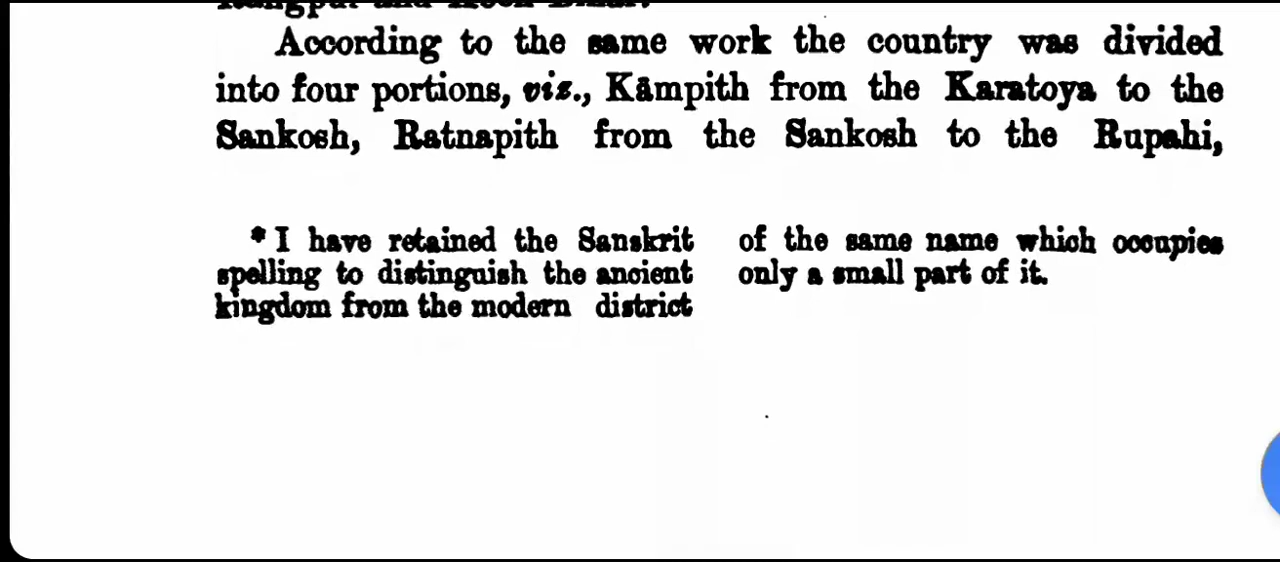 According to the same work the country was divided
into four portions, viz., Kāmpith from the Karatoya to the
Sankosh, Ratnapith from the Sankosh to the Rupahi,
* I have retained the Sanskrit
spelling to distinguish the ancient
kingdom from the modern district
of the same name which occupies
only a small part of it.